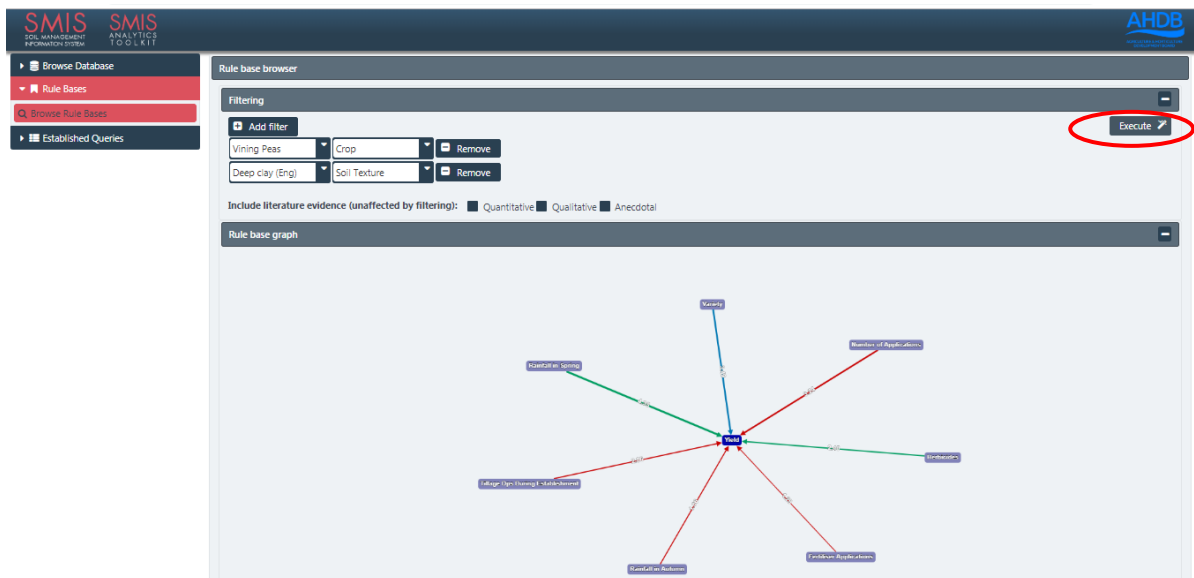 SMIS
SOIL MANAGEMENT
INFORMATION SYSTEM
SMIS
ANALYTICS
TOOLKIT
AHDB
Browse Database
Rule Bases
Browse Rule Bases
Established Queries
Rule base browser
Filtering
Add filter
Execute
Vining Peas Crop Remove
Deep clay (Eng) Soil Texture Remove
Include literature evidence (unaffected by filtering): Quantitative Qualitative Anecdotal
Rule base graph
Variety
Number of Applications
Rainfall in Spring
Yield
Herbicides
Tillage Ops During Establishment
Fertiliser Applications
Rainfall in Autumn